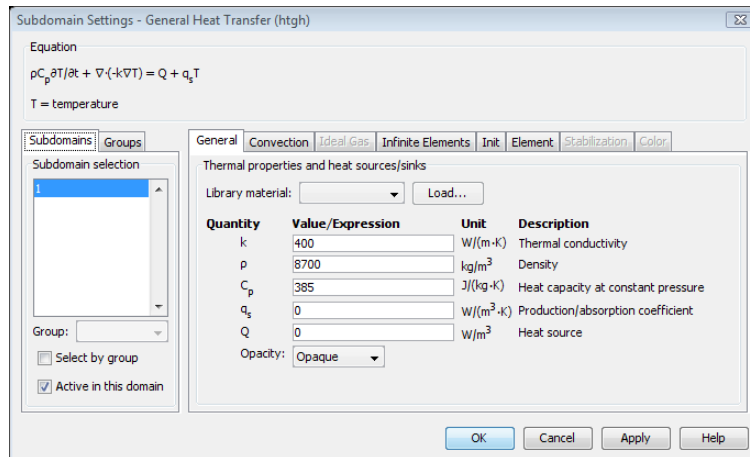 Subdomain Settings - General Heat Transfer (htgh)
Equation
ρCp∂T/∂t + ∇·(-k∇T) = Q + qsT
T = temperature
Subdomains Groups
Subdomain selection
1
Group:
Select by group
Active in this domain
General Convection Ideal Gas Infinite Elements Init Element Stabilization Color
Thermal properties and heat sources/sinks
Library material: Load...
Quantity Value/Expression Unit Description
k 400 W/(m·K) Thermal conductivity
ρ 8700 kg/m³ Density
Cp 385 J/(kg·K) Heat capacity at constant pressure
qs 0 W/(m³·K) Production/absorption coefficient
Q 0 W/m³ Heat source
Opacity: Opaque
OK Cancel Apply Help